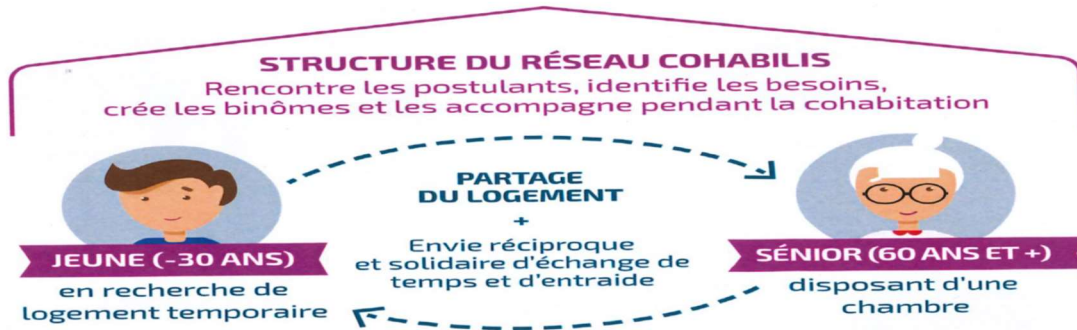 STRUCTURE DU RÉSEAU COHABILIS
Rencontre les postulants, identifie les besoins,
crée les binômes et les accompagne pendant la cohabitation
PARTAGE
DU LOGEMENT
+
Envie réciproque
et solidaire d'échange de
temps et d'entraide
JEUNE (-30 ANS)
en recherche de
logement temporaire
SÉNIOR (60 ANS ET +)
disposant d'une
chambre